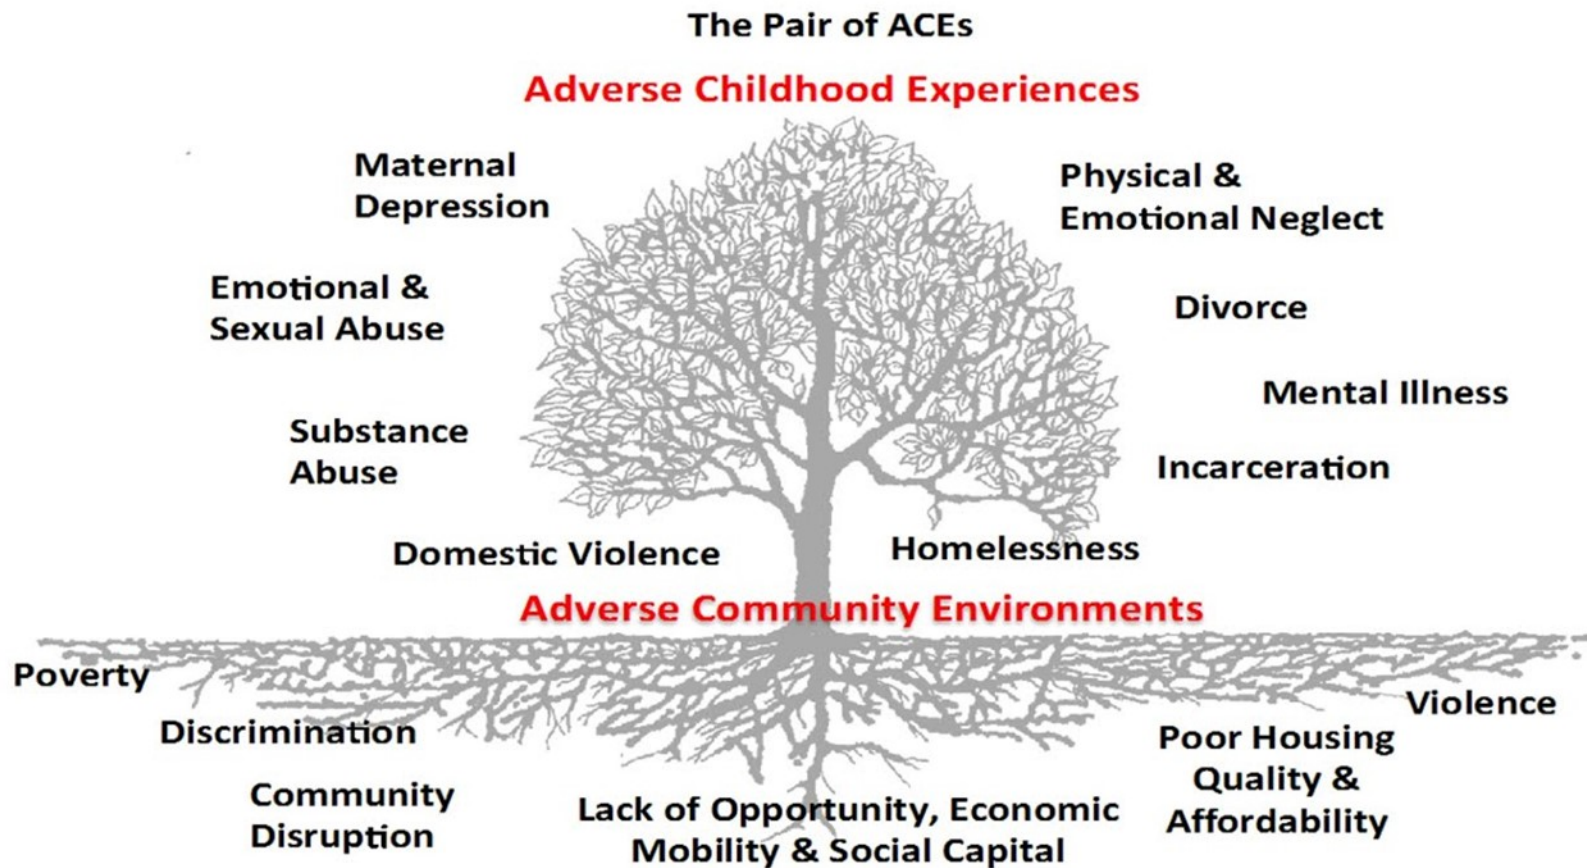 The Pair of ACEs
Adverse Childhood Experiences
Maternal
Depression
Physical &
Emotional Neglect
Emotional &
Sexual Abuse
Divorce
Mental Illness
Substance
Abuse
Incarceration
Domestic Violence
Homelessness
Adverse Community Environments
Poverty
Violence
Discrimination
Poor Housing
Quality &
Affordability
Community
Disruption
Lack of Opportunity, Economic
Mobility & Social Capital